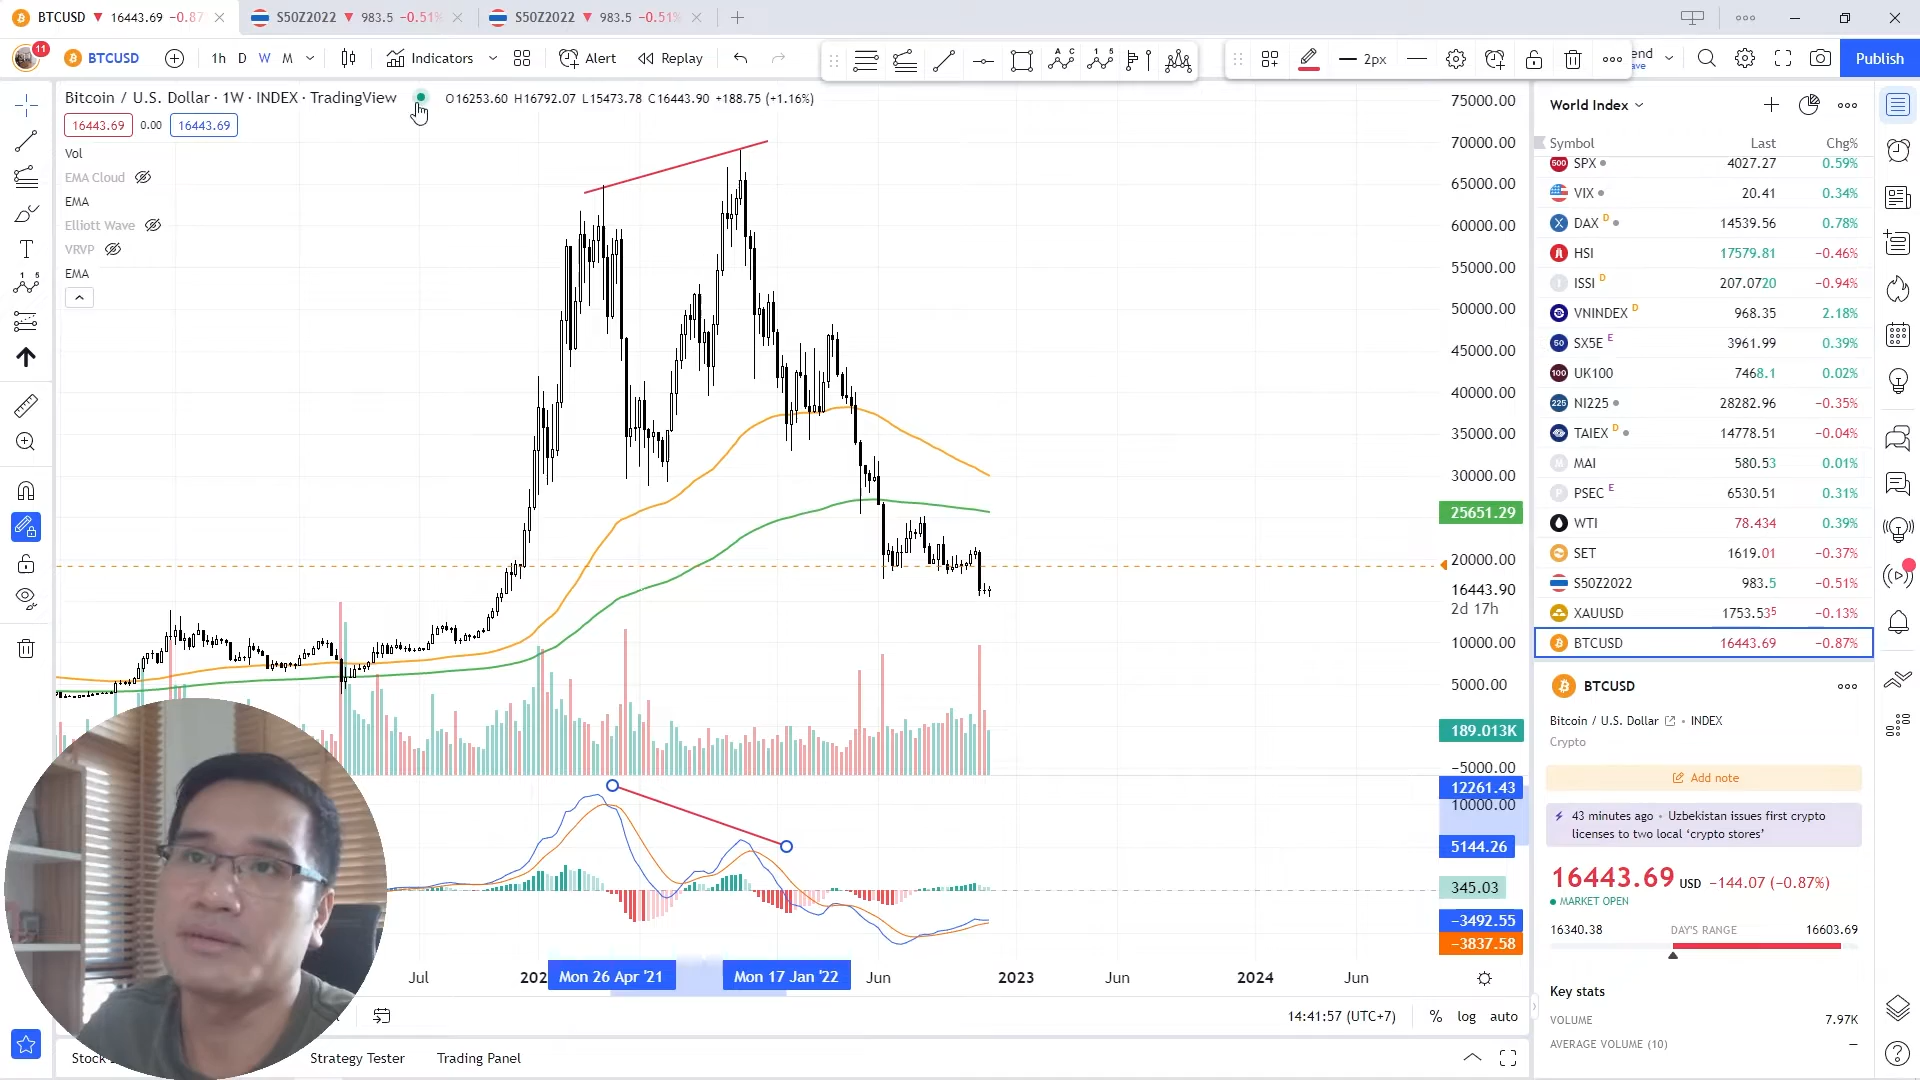 BTCUSD 16443.69 −0.87
S50Z2022 983.5 −0.51%
S50Z2022 983.5 −0.51%
11
BTCUSD
1h D W M
Indicators
Alert
Replay
A C
1 5
2px
end
ave
Publish
Bitcoin / U.S. Dollar · 1W · INDEX · TradingView
O16253.60 H16792.07 L15473.78 C16443.90 +188.75 (+1.16%)
16443.69 0.00 16443.69
Vol
EMA Cloud
EMA
Elliott Wave
VRVP
EMA
1 5
75000.00
70000.00
65000.00
60000.00
55000.00
50000.00
45000.00
40000.00
35000.00
30000.00
25651.29
20000.00
16443.90
2d 17h
10000.00
5000.00
189.013K
−5000.00
12261.43
10000.00
5144.26
345.03
−3492.55
−3837.58
Jul
202
Mon 26 Apr '21
Mon 17 Jan '22
Jun
2023
Jun
2024
Jun
14:41:57 (UTC+7)
% log auto
Stock
Strategy Tester
Trading Panel
World Index
Symbol Last Chg%
500 SPX 4027.27 0.59%
VIX 20.41 0.34%
X DAX D 14539.56 0.78%
HSI 17579.81 −0.46%
I ISSI D 207.0720 −0.94%
VNINDEX D 968.35 2.18%
50 SX5E E 3961.99 0.39%
100 UK100 7468.1 0.02%
225 NI225 28282.96 −0.35%
TAIEX D 14778.51 −0.04%
M MAI 580.53 0.01%
P PSEC E 6530.51 0.31%
WTI 78.434 0.39%
SET 1619.01 −0.37%
S50Z2022 983.5 −0.51%
XAUUSD 1753.535 −0.13%
BTCUSD 16443.69 −0.87%
BTCUSD
Bitcoin / U.S. Dollar • INDEX
Crypto
Add note
43 minutes ago • Uzbekistan issues first crypto
licenses to two local ‘crypto stores’
16443.69 USD −144.07 (−0.87%)
MARKET OPEN
16340.38 DAY'S RANGE 16603.69
Key stats
VOLUME 7.97K
AVERAGE VOLUME (10) —